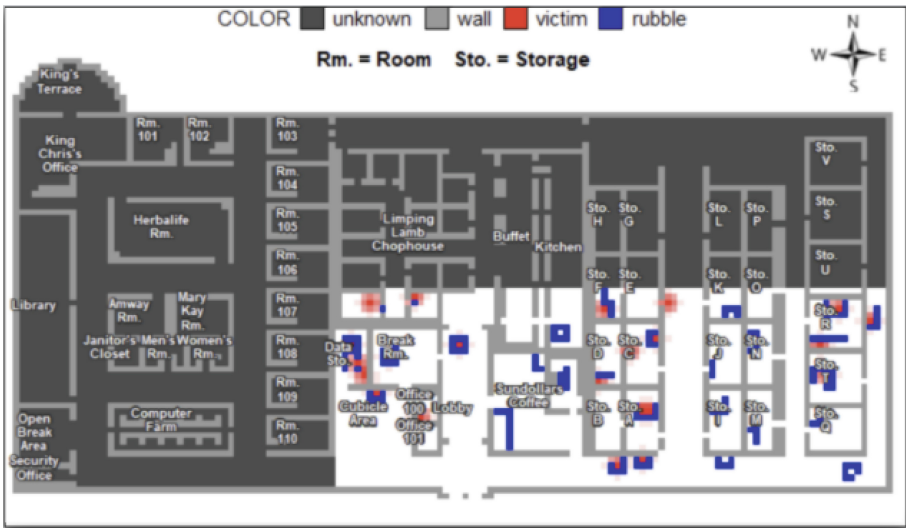 COLOR unknown wall victim rubble
Rm. = Room Sto. = Storage
N
W E
S
King's
Terrace
King
Chris's
Office
Rm.
101
Rm.
102
Rm.
103
Rm.
104
Rm.
105
Rm.
106
Rm.
107
Rm.
108
Rm.
109
Rm.
110
Herbalife
Rm.
Library
Amway
Rm.
Mary
Kay
Rm.
Janitor's
Closet
Men's
Rm.
Women's
Rm.
Computer
Farm
Open
Break
Area
Security
Office
Limping
Lamb
Chophouse
Buffet
Kitchen
Data
Sto.
Break
Rm.
Cubicle
Area
Office
100
Office
101
Lobby
Sundollars
Coffee
Sto.
H
Sto.
G
Sto.
F
Sto.
E
Sto.
D
Sto.
C
Sto.
B
Sto.
A
Sto.
L
Sto.
P
Sto.
K
Sto.
O
Sto.
J
Sto.
N
Sto.
I
Sto.
M
Sto.
V
Sto.
S
Sto.
U
Sto.
R
Sto.
T
Sto.
Q